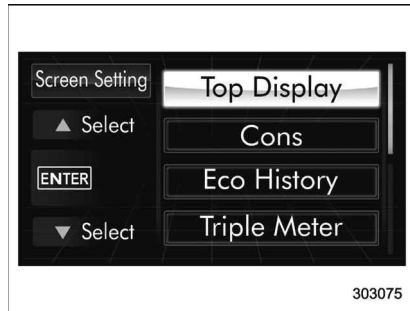 Screen Setting
▲ Select
ENTER
▼ Select
Top Display
Cons
Eco History
Triple Meter
303075